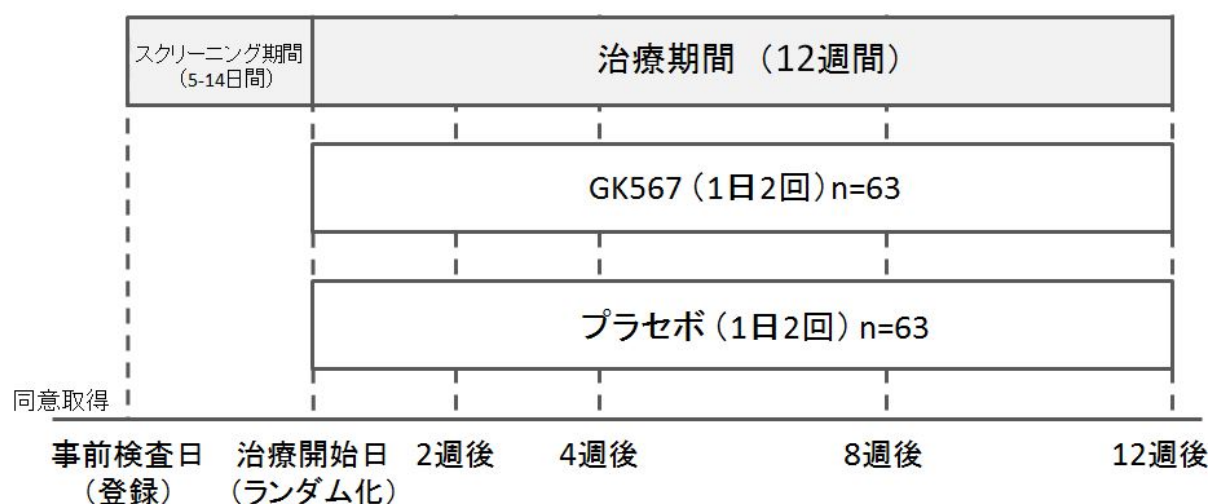 スクリーニング期間
（5-14日間）
治療期間 （12週間）
GK567（1日2回）n=63
プラセボ（1日2回）n=63
同意取得
事前検査日
（登録）
治療開始日
（ランダム化）
2週後
4週後
8週後
12週後